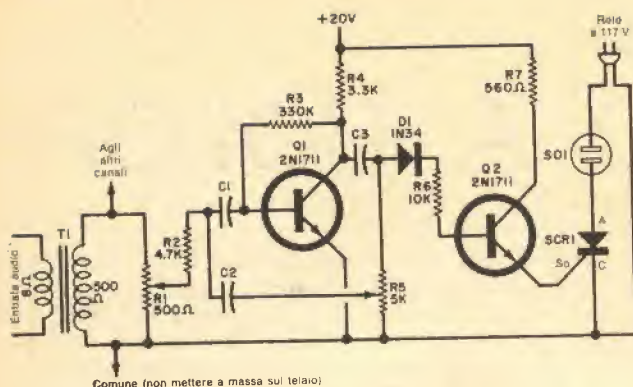 +20V
Rete
a 117 V
R4
3.3K
R7
560Ω
R3
330K
Agli
altri
canali
Q1
2N1711
C3
D1
1N34
Q2
2N1711
SO1
C1
R6
10K
T1
R2
4.7K
A
SCR1
Entrata audio
8Ω
500
Ω
C2
R1
500Ω
R5
5K
So
C
Comune (non mettere a massa sul telaio)